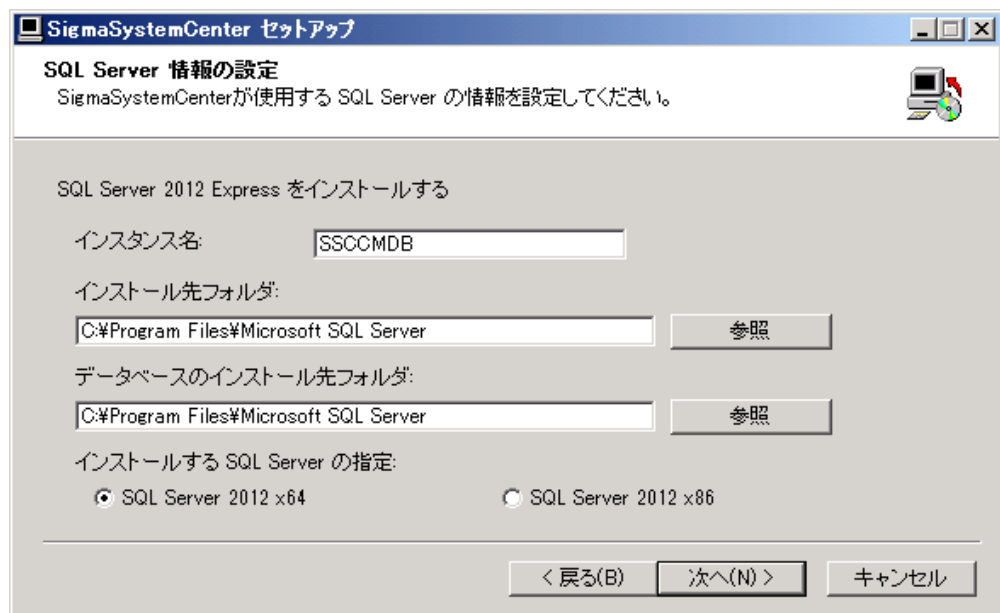 SigmaSystemCenter セットアップ
SQL Server 情報の設定
SigmaSystemCenterが使用する SQL Server の情報を設定してください。
SQL Server 2012 Express をインストールする
インスタンス名:
SSCCMDB
インストール先フォルダ:
C:¥Program Files¥Microsoft SQL Server
参照
データベースのインストール先フォルダ:
C:¥Program Files¥Microsoft SQL Server
参照
インストールする SQL Server の指定:
SQL Server 2012 x64
SQL Server 2012 x86
< 戻る(B)
次へ(N) >
キャンセル